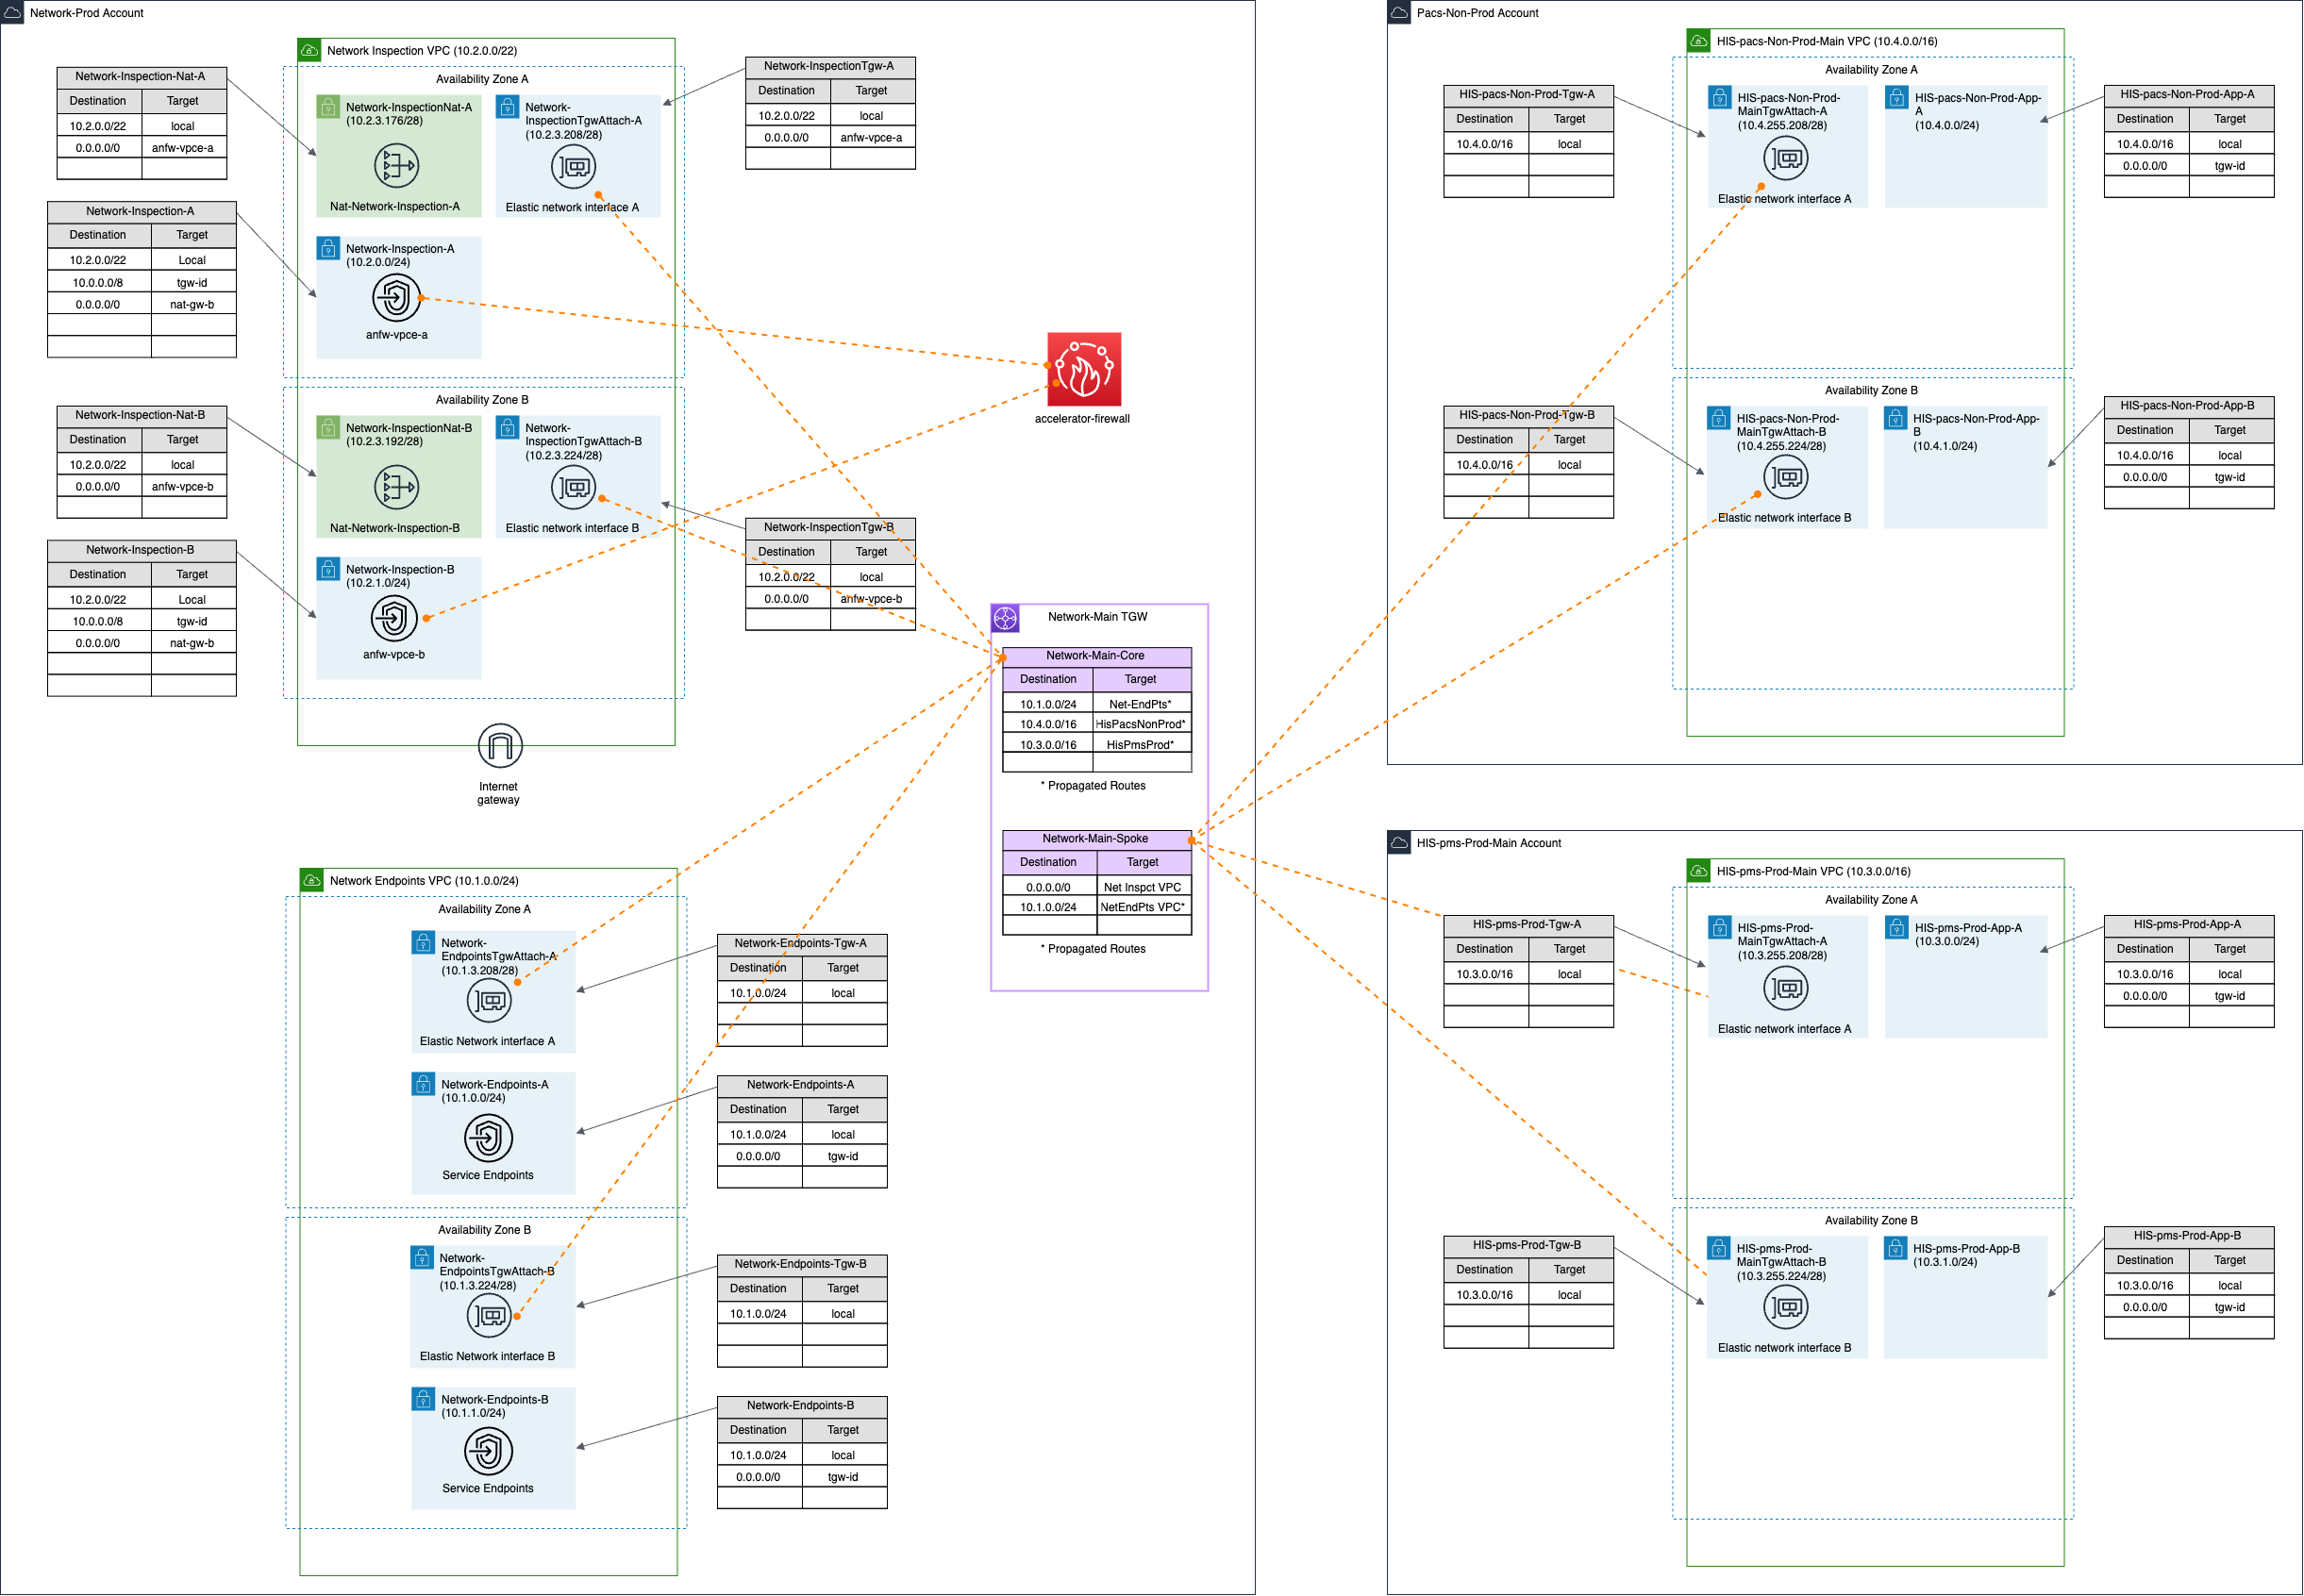 Network-Prod Account
Network Inspection VPC (10.2.0.0/22)
Availability Zone A
Network-Inspection-Nat-A
Destination Target
10.2.0.0/22 local
0.0.0.0/0 anfw-vpce-a
Network-InspectionNat-A
(10.2.3.176/28)
Nat-Network-Inspection-A
Network-
InspectionTgwAttach-A
(10.2.3.208/28)
Elastic network interface A
Network-InspectionTgw-A
Destination Target
10.2.0.0/22 local
0.0.0.0/0 anfw-vpce-a
Network-Inspection-A
Destination Target
10.2.0.0/22 Local
10.0.0.0/8 tgw-id
0.0.0.0/0 nat-gw-b
Network-Inspection-A
(10.2.0.0/24)
anfw-vpce-a
accelerator-firewall
Availability Zone B
Network-Inspection-Nat-B
Destination Target
10.2.0.0/22 local
0.0.0.0/0 anfw-vpce-b
Network-InspectionNat-B
(10.2.3.192/28)
Nat-Network-Inspection-B
Network-
InspectionTgwAttach-B
(10.2.3.224/28)
Elastic network interface B
Network-InspectionTgw-B
Destination Target
10.2.0.0/22 local
0.0.0.0/0 anfw-vpce-b
Network-Inspection-B
Destination Target
10.2.0.0/22 Local
10.0.0.0/8 tgw-id
0.0.0.0/0 nat-gw-b
Network-Inspection-B
(10.2.1.0/24)
anfw-vpce-b
Internet
gateway
Network-Main TGW
Network-Main-Core
Destination Target
10.1.0.0/24 Net-EndPts*
10.4.0.0/16 HisPacsNonProd*
10.3.0.0/16 HisPmsProd*
* Propagated Routes
Network-Main-Spoke
Destination Target
0.0.0.0/0 Net Inspct VPC
10.1.0.0/24 NetEndPts VPC*
* Propagated Routes
Network Endpoints VPC (10.1.0.0/24)
Availability Zone A
Network-
EndpointsTgwAttach-A
(10.1.3.208/28)
Elastic Network interface A
Network-Endpoints-Tgw-A
Destination Target
10.1.0.0/24 local
Network-Endpoints-A
(10.1.0.0/24)
Service Endpoints
Network-Endpoints-A
Destination Target
10.1.0.0/24 local
0.0.0.0/0 tgw-id
Availability Zone B
Network-
EndpointsTgwAttach-B
(10.1.3.224/28)
Elastic Network interface B
Network-Endpoints-Tgw-B
Destination Target
10.1.0.0/24 local
Network-Endpoints-B
(10.1.1.0/24)
Service Endpoints
Network-Endpoints-B
Destination Target
10.1.0.0/24 local
0.0.0.0/0 tgw-id
Pacs-Non-Prod Account
HIS-pacs-Non-Prod-Main VPC (10.4.0.0/16)
Availability Zone A
HIS-pacs-Non-Prod-Tgw-A
Destination Target
10.4.0.0/16 local
HIS-pacs-Non-Prod-
MainTgwAttach-A
(10.4.255.208/28)
Elastic network interface A
HIS-pacs-Non-Prod-App-
A
(10.4.0.0/24)
HIS-pacs-Non-Prod-App-A
Destination Target
10.4.0.0/16 local
0.0.0.0/0 tgw-id
Availability Zone B
HIS-pacs-Non-Prod-Tgw-B
Destination Target
10.4.0.0/16 local
HIS-pacs-Non-Prod-
MainTgwAttach-B
(10.4.255.224/28)
Elastic network interface B
HIS-pacs-Non-Prod-App-
B
(10.4.1.0/24)
HIS-pacs-Non-Prod-App-B
Destination Target
10.4.0.0/16 local
0.0.0.0/0 tgw-id
HIS-pms-Prod-Main Account
HIS-pms-Prod-Main VPC (10.3.0.0/16)
Availability Zone A
HIS-pms-Prod-Tgw-A
Destination Target
10.3.0.0/16 local
HIS-pms-Prod-
MainTgwAttach-A
(10.3.255.208/28)
Elastic network interface A
HIS-pms-Prod-App-A
(10.3.0.0/24)
HIS-pms-Prod-App-A
Destination Target
10.3.0.0/16 local
0.0.0.0/0 tgw-id
Availability Zone B
HIS-pms-Prod-Tgw-B
Destination Target
10.3.0.0/16 local
HIS-pms-Prod-
MainTgwAttach-B
(10.3.255.224/28)
Elastic network interface B
HIS-pms-Prod-App-B
(10.3.1.0/24)
HIS-pms-Prod-App-B
Destination Target
10.3.0.0/16 local
0.0.0.0/0 tgw-id